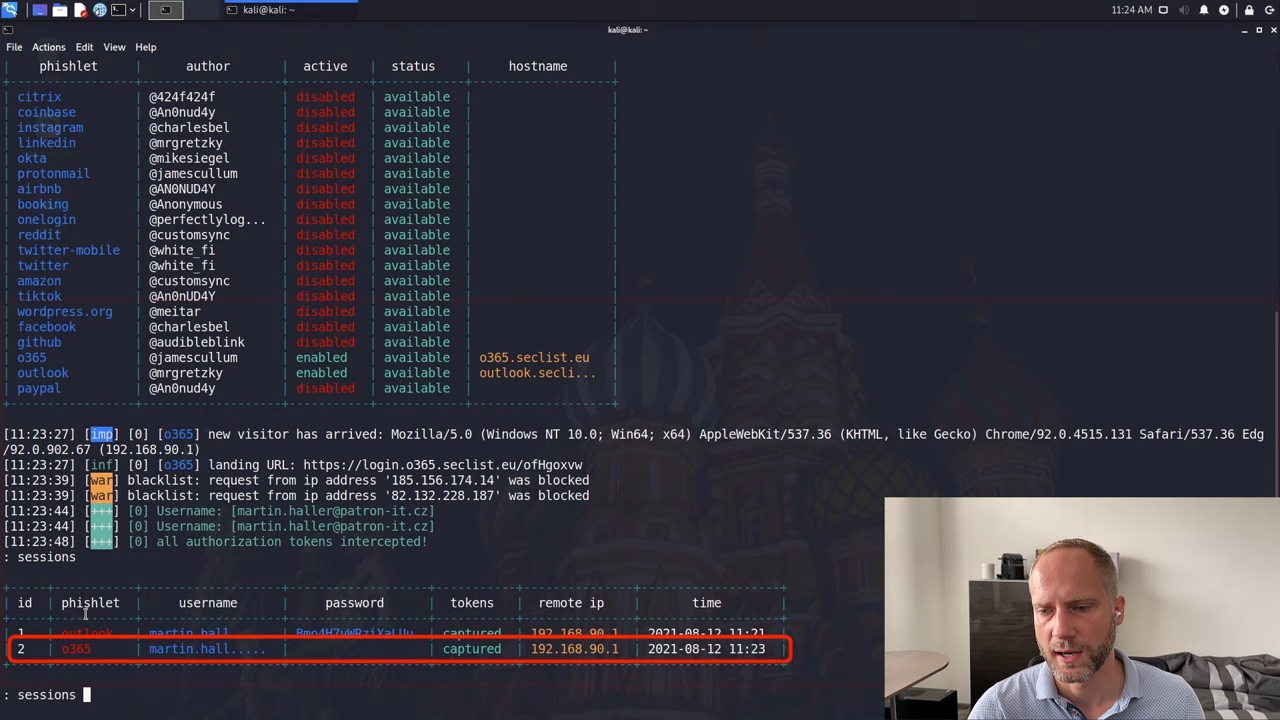 kali@kali: ~
11:24 AM
kali@kali: ~
File Actions Edit View Help
| phishlet | author | active | status | hostname |
| citrix | @424f424f | disabled | available | |
| coinbase | @An0nud4y | disabled | available | |
| instagram | @charlesbel | disabled | available | |
| linkedin | @mrgretzky | disabled | available | |
| okta | @mikesiegel | disabled | available | |
| protonmail | @jamescullum | disabled | available | |
| airbnb | @AN0NUD4Y | disabled | available | |
| booking | @Anonymous | disabled | available | |
| onelogin | @perfectlylog... | disabled | available | |
| reddit | @customsync | disabled | available | |
| twitter-mobile | @white_fi | disabled | available | |
| twitter | @white_fi | disabled | available | |
| amazon | @customsync | disabled | available | |
| tiktok | @An0nUD4Y | disabled | available | |
| wordpress.org | @meitar | disabled | available | |
| facebook | @charlesbel | disabled | available | |
| github | @audibleblink | disabled | available | |
| o365 | @jamescullum | enabled | available | o365.seclist.eu |
| outlook | @mrgretzky | enabled | available | outlook.secli... |
| paypal | @An0nud4y | disabled | available | |
[11:23:27] [imp] [0] [o365] new visitor has arrived: Mozilla/5.0 (Windows NT 10.0; Win64; x64) AppleWebKit/537.36 (KHTML, like Gecko) Chrome/92.0.4515.131 Safari/537.36 Edg
/92.0.902.67 (192.168.90.1)
[11:23:27] [inf] [0] [o365] landing URL: https://login.o365.seclist.eu/ofHgoxvw
[11:23:39] [war] blacklist: request from ip address '185.156.174.14' was blocked
[11:23:39] [war] blacklist: request from ip address '82.132.228.187' was blocked
[11:23:44] [+++] [0] Username: [martin.haller@patron-it.cz]
[11:23:44] [+++] [0] Username: [martin.haller@patron-it.cz]
[11:23:48] [+++] [0] all authorization tokens intercepted!
: sessions
| id | phishlet | username | password | tokens | remote ip | time |
| 1 | outlook | martin.hall..... | | captured | 192.168.90.1 | 2021-08-12 11:21 |
| 2 | o365 | martin.hall..... | | captured | 192.168.90.1 | 2021-08-12 11:23 |
: sessions